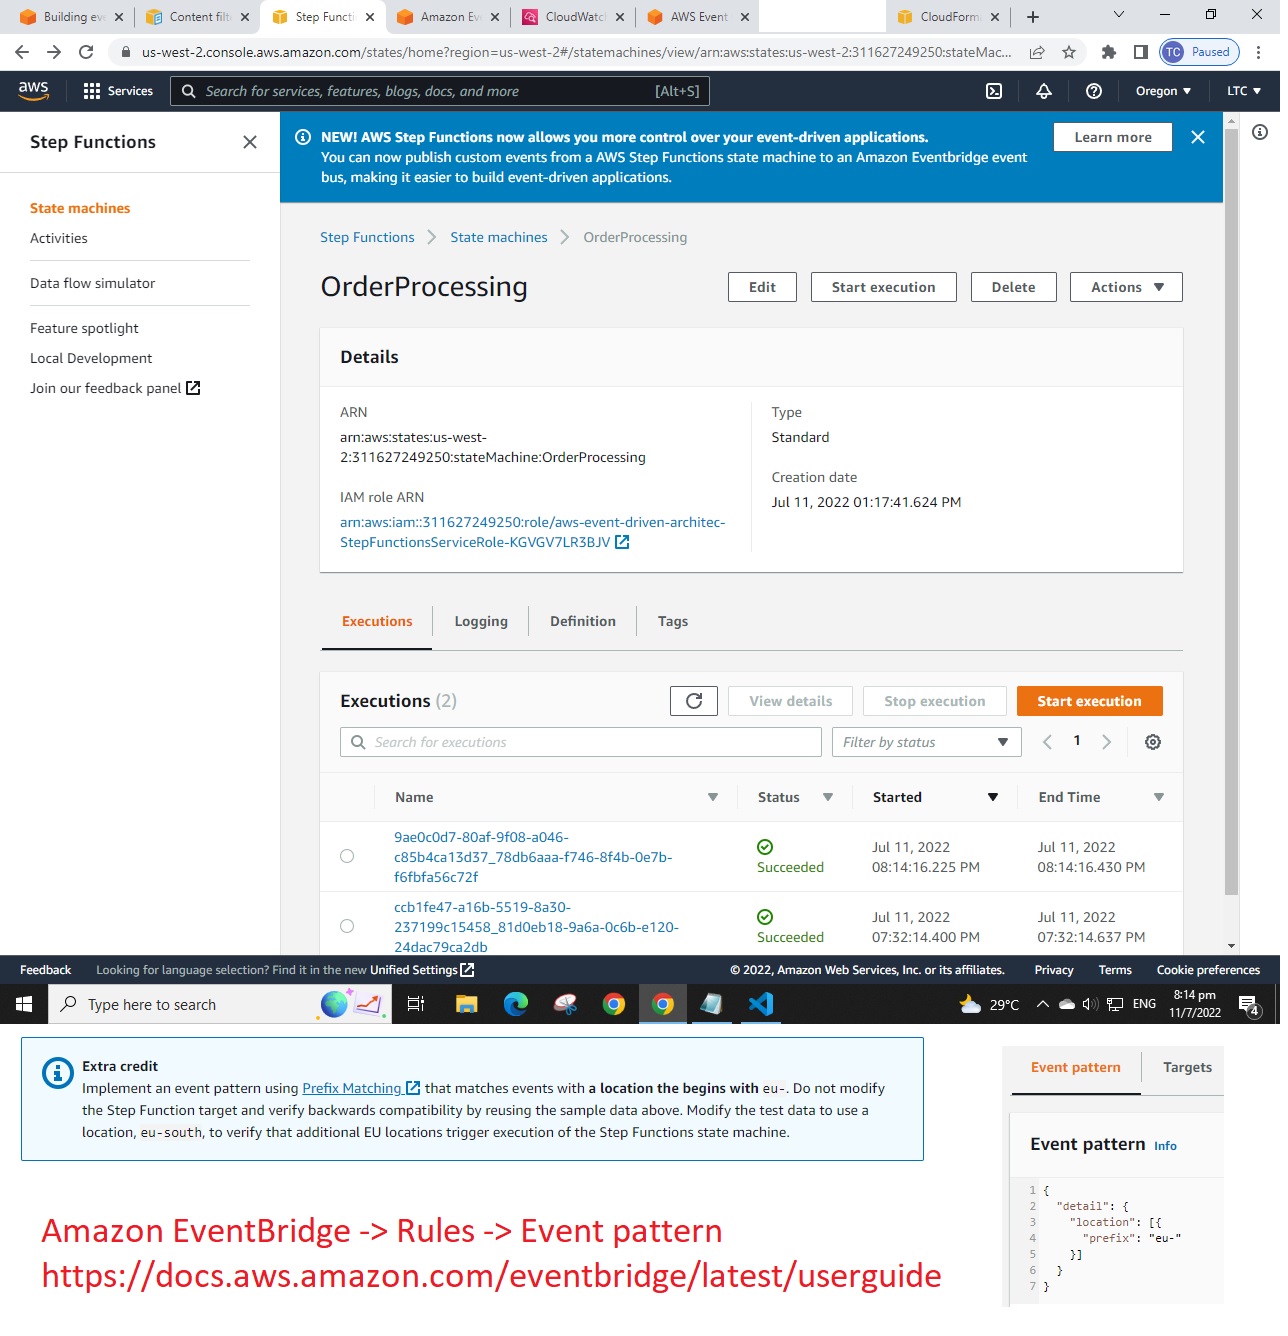 Building eve
Content filt
Step Functi
Amazon Ev
CloudWatc
AWS Event
CloudForm
us-west-2.console.aws.amazon.com/states/home?region=us-west-2#/statemachines/view/arn:aws:states:us-west-2:311627249250:stateMac...
TC Paused
aws
Services
Search for services, features, blogs, docs, and more
[Alt+S]
Oregon
LTC
Step Functions
State machines
Activities
Data flow simulator
Feature spotlight
Local Development
Join our feedback panel
NEW! AWS Step Functions now allows you more control over your event-driven applications.
You can now publish custom events from a AWS Step Functions state machine to an Amazon Eventbridge event
bus, making it easier to build event-driven applications.
Learn more
Step Functions
State machines
OrderProcessing
OrderProcessing
Edit
Start execution
Delete
Actions
Details
ARN
arn:aws:states:us-west-
2:311627249250:stateMachine:OrderProcessing
IAM role ARN
arn:aws:iam::311627249250:role/aws-event-driven-architec-
StepFunctionsServiceRole-KGVGV7LR3BJV
Type
Standard
Creation date
Jul 11, 2022 01:17:41.624 PM
Executions
Logging
Definition
Tags
Executions (2)
View details
Stop execution
Start execution
Search for executions
Filter by status
1
Name
Status
Started
End Time
9ae0c0d7-80af-9f08-a046-
c85b4ca13d37_78db6aaa-f746-8f4b-0e7b-
f6fbfa56c72f
Succeeded
Jul 11, 2022
08:14:16.225 PM
Jul 11, 2022
08:14:16.430 PM
ccb1fe47-a16b-5519-8a30-
237199c15458_81d0eb18-9a6a-0c6b-e120-
24dac79ca2db
Succeeded
Jul 11, 2022
07:32:14.400 PM
Jul 11, 2022
07:32:14.637 PM
Feedback
Looking for language selection? Find it in the new Unified Settings
© 2022, Amazon Web Services, Inc. or its affiliates.
Privacy
Terms
Cookie preferences
Type here to search
29°C
ENG
8:14 pm
11/7/2022
4
Extra credit
Implement an event pattern using Prefix Matching that matches events with a location the begins with eu-. Do not modify
the Step Function target and verify backwards compatibility by reusing the sample data above. Modify the test data to use a
location, eu-south, to verify that additional EU locations trigger execution of the Step Functions state machine.
Event pattern
Targets
Event pattern Info
1 {
2 "detail": {
3 "location": [{
4 "prefix": "eu-"
5 }]
6 }
7 }
Amazon EventBridge -> Rules -> Event pattern
https://docs.aws.amazon.com/eventbridge/latest/userguide